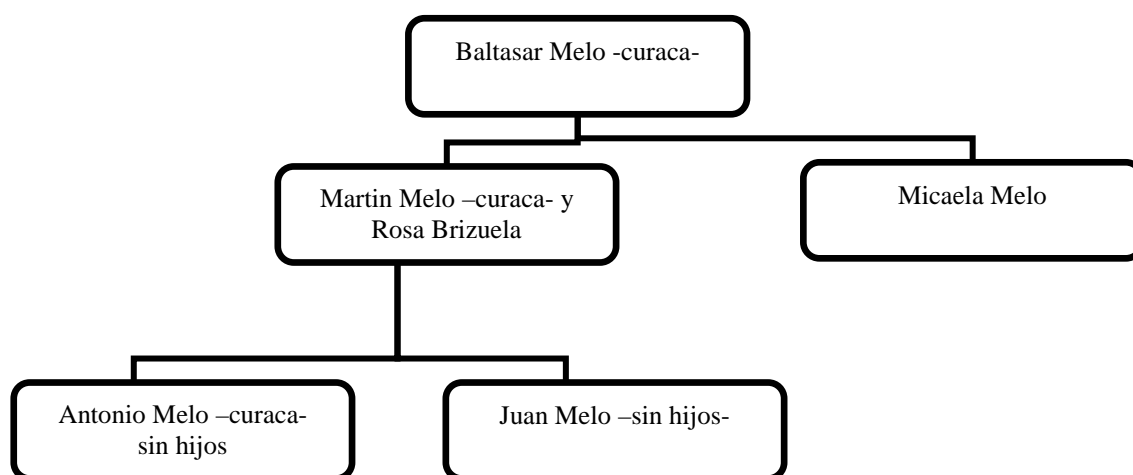 Baltasar Melo -curaca-
Martin Melo –curaca- y
Rosa Brizuela
Micaela Melo
Antonio Melo –curaca-
sin hijos
Juan Melo –sin hijos-